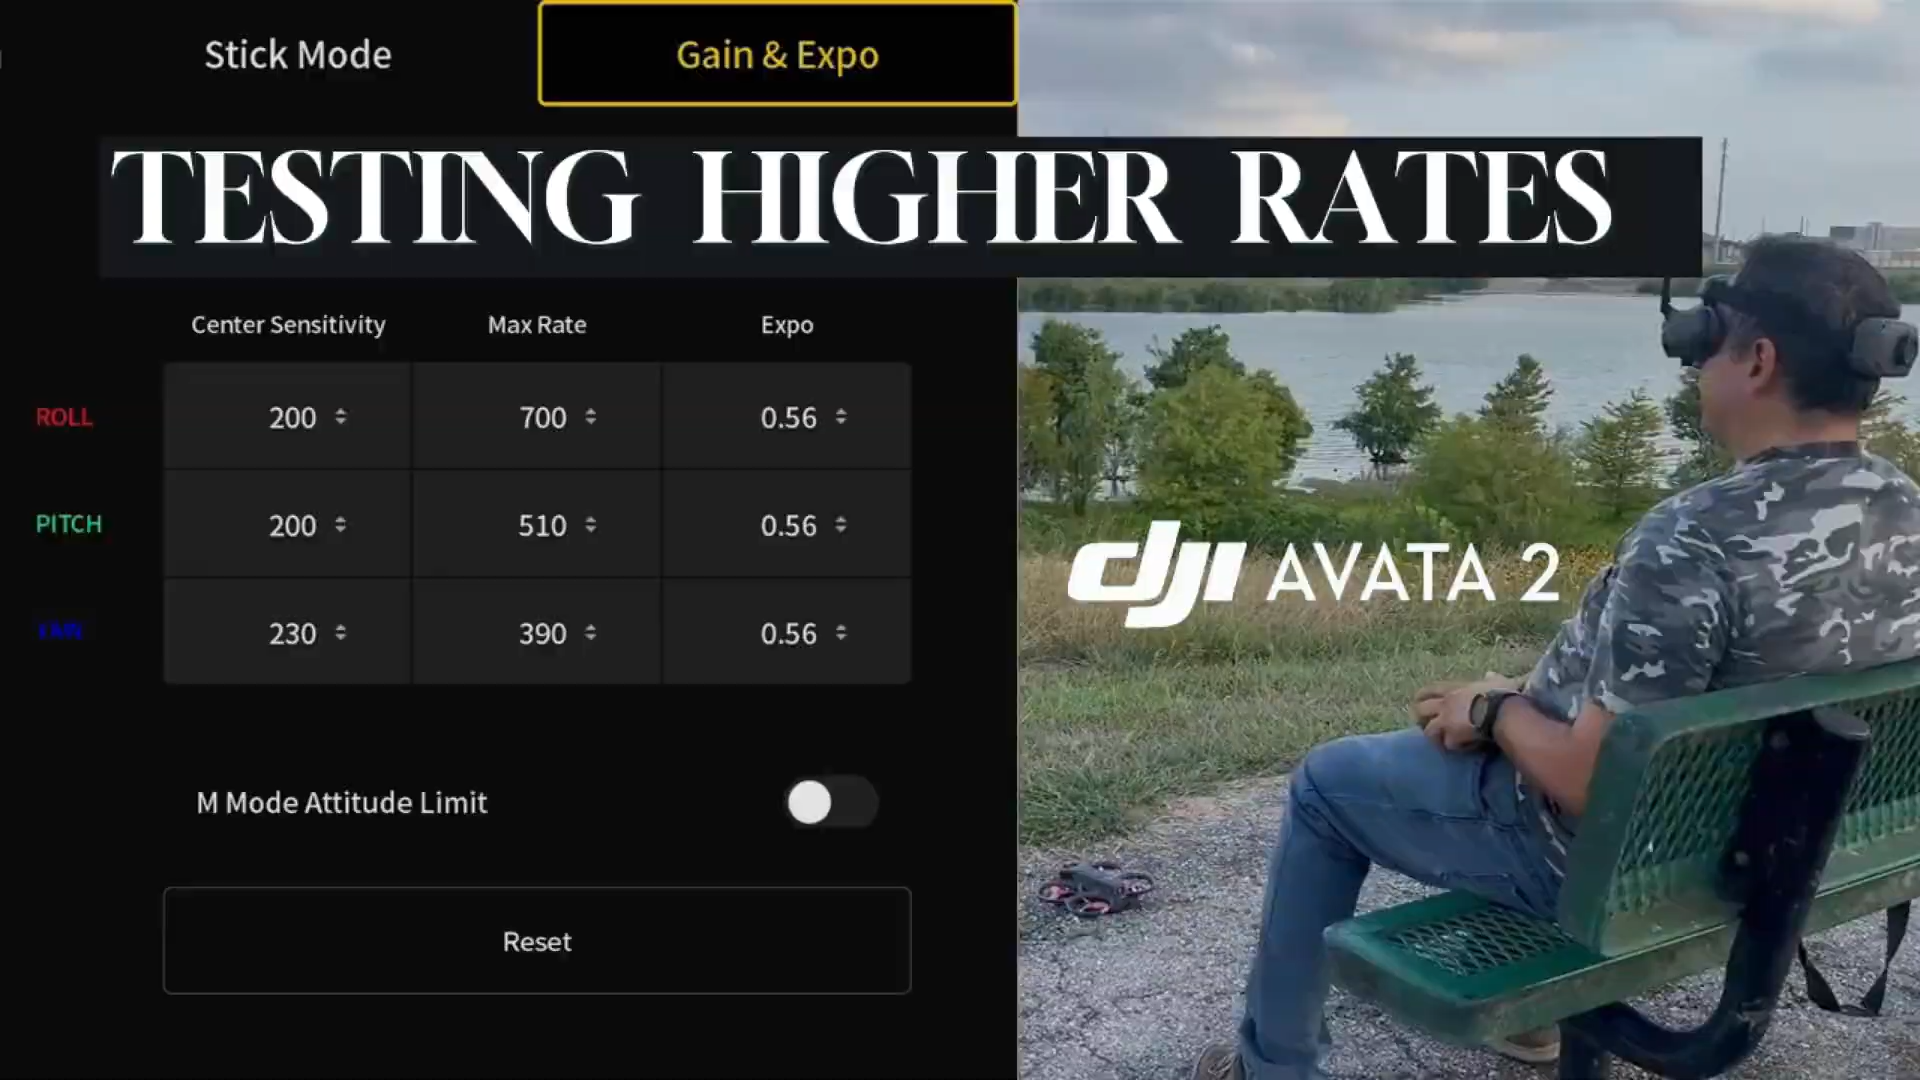 Stick Mode
Gain & Expo
TESTING HIGHER RATES
Center Sensitivity Max Rate Expo
ROLL 200 700 0.56
PITCH 200 510 0.56
230 390 0.56
dji AVATA 2
M Mode Attitude Limit
Reset